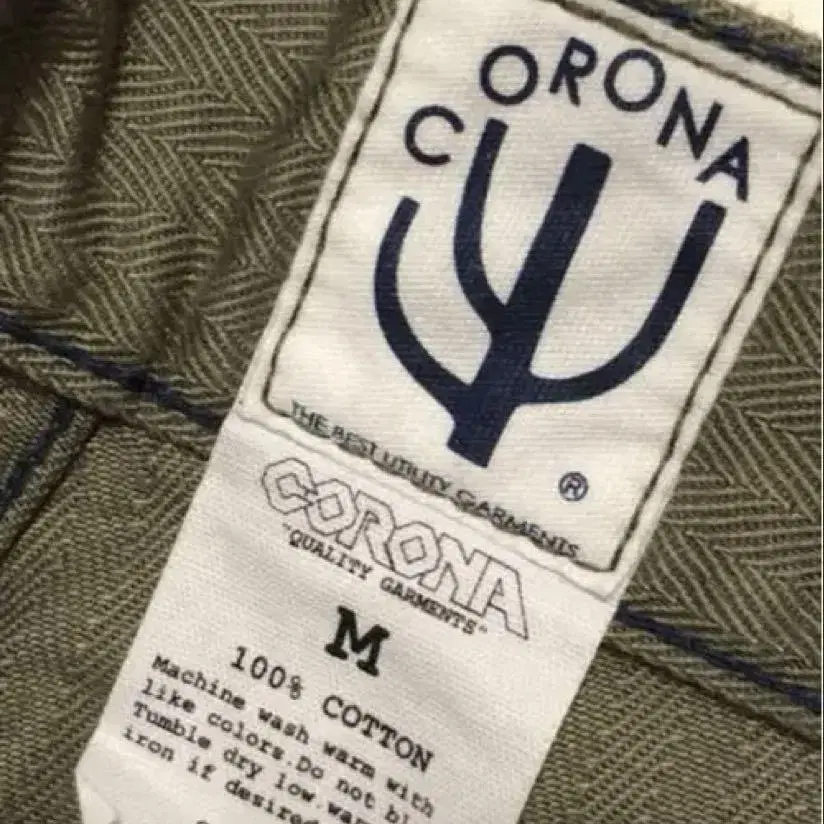 CORONA
®
THE BEST UTILITY GARMENTS
CORONA
"QUALITY GARMENTS"
M
100% COTTON
Machine wash warm with
like colors.Do not
Tumble dry low.
iron if desired